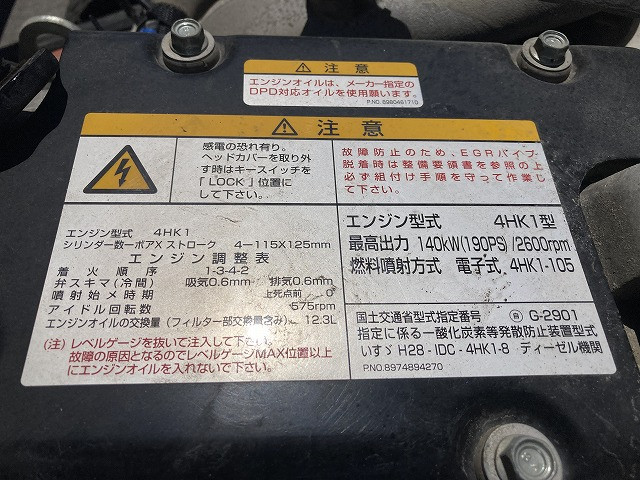 注意
エンジンオイルは、メーカー指定の
DPD対応オイルを使用願います。
P.NO.8980461710
注意
感電の恐れ有り。
ヘッドカバーを取り外
す時はキースイッチを
「LOCK」位置に
して下さい。
故障防止のため、EGRパイプ
脱着時は整備要領書を参照の上
必ず組付け手順を守って作業じ
して下さい。
エンジン型式 4HK1
シリンダー数ーボアXストローク 4ー115X125mm
エンジン調整表
着火順序 1-3-4-2
弁スキマ(冷間) 吸気0.6mm 排気0.6mm
噴射始メ時期 上死点前 0°
アイドル回転数 575rpm
エンジンオイルの交換量(フィルター部交換量含み) 12.3L
(注)レベルゲージを抜いて注入して下さい。
故障の原因となるのでレベルゲージMAX位置以上
にエンジンオイルを入れないで下さい。
エンジン型式 4HK1型
最高出力 140kW(190PS)/2600rpm
燃料噴射方式 電子式, 4HK1-105
国土交通省型式指定番号 G-2901
指定に係る一酸化炭素等発散防止装置型式
いすゞ H28-IDC-4HK1-8 ディーゼル機関
P.NO.8974894270